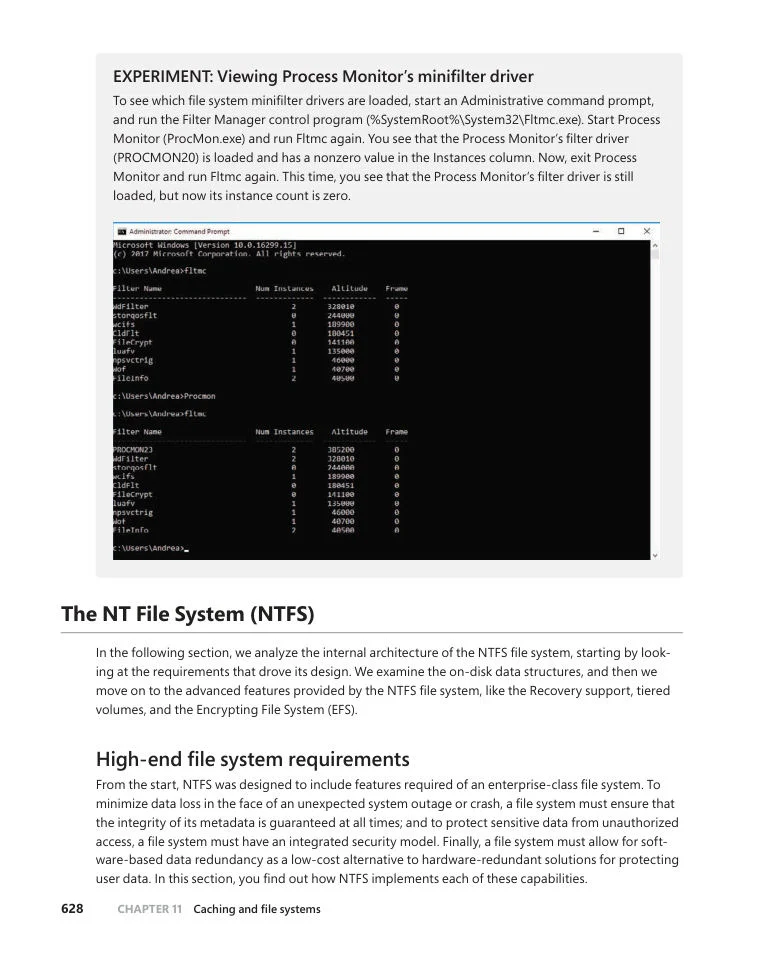 EXPERIMENT: Viewing Process Monitor’s minifilter driver
To see which file system minifilter drivers are loaded, start an Administrative command prompt,
and run the Filter Manager control program (%SystemRoot%\System32\Fltmc.exe). Start Process
Monitor (ProcMon.exe) and run Fltmc again. You see that the Process Monitor’s filter driver
(PROCMON20) is loaded and has a nonzero value in the Instances column. Now, exit Process
Monitor and run Fltmc again. This time, you see that the Process Monitor’s filter driver is still
loaded, but now its instance count is zero.
Administrator: Command Prompt
Microsoft Windows [Version 10.0.16299.15]
(c) 2017 Microsoft Corporation. All rights reserved.
c:\Users\Andrea>fltmc
Filter Name Num Instances Altitude Frame
------------------------------ ------------- ------------ -----
WdFilter 2 328010 0
storqosflt 0 244000 0
wcifs 1 189900 0
CldFlt 0 180451 0
FileCrypt 0 141100 0
luafv 1 135000 0
npsvctrig 1 46000 0
Wof 1 40700 0
FileInfo 2 40500 0
c:\Users\Andrea>Procmon
c:\Users\Andrea>fltmc
Filter Name Num Instances Altitude Frame
------------------------------ ------------- ------------ -----
PROCMON23 2 385200 0
WdFilter 2 328010 0
storqosflt 0 244000 0
wcifs 1 189900 0
CldFlt 0 180451 0
FileCrypt 0 141100 0
luafv 1 135000 0
npsvctrig 1 46000 0
Wof 1 40700 0
FileInfo 2 40500 0
c:\Users\Andrea>_
The NT File System (NTFS)
In the following section, we analyze the internal architecture of the NTFS file system, starting by look-
ing at the requirements that drove its design. We examine the on-disk data structures, and then we
move on to the advanced features provided by the NTFS file system, like the Recovery support, tiered
volumes, and the Encrypting File System (EFS).
High-end file system requirements
From the start, NTFS was designed to include features required of an enterprise-class file system. To
minimize data loss in the face of an unexpected system outage or crash, a file system must ensure that
the integrity of its metadata is guaranteed at all times; and to protect sensitive data from unauthorized
access, a file system must have an integrated security model. Finally, a file system must allow for soft-
ware-based data redundancy as a low-cost alternative to hardware-redundant solutions for protecting
user data. In this section, you find out how NTFS implements each of these capabilities.
628 CHAPTER 11 Caching and file systems